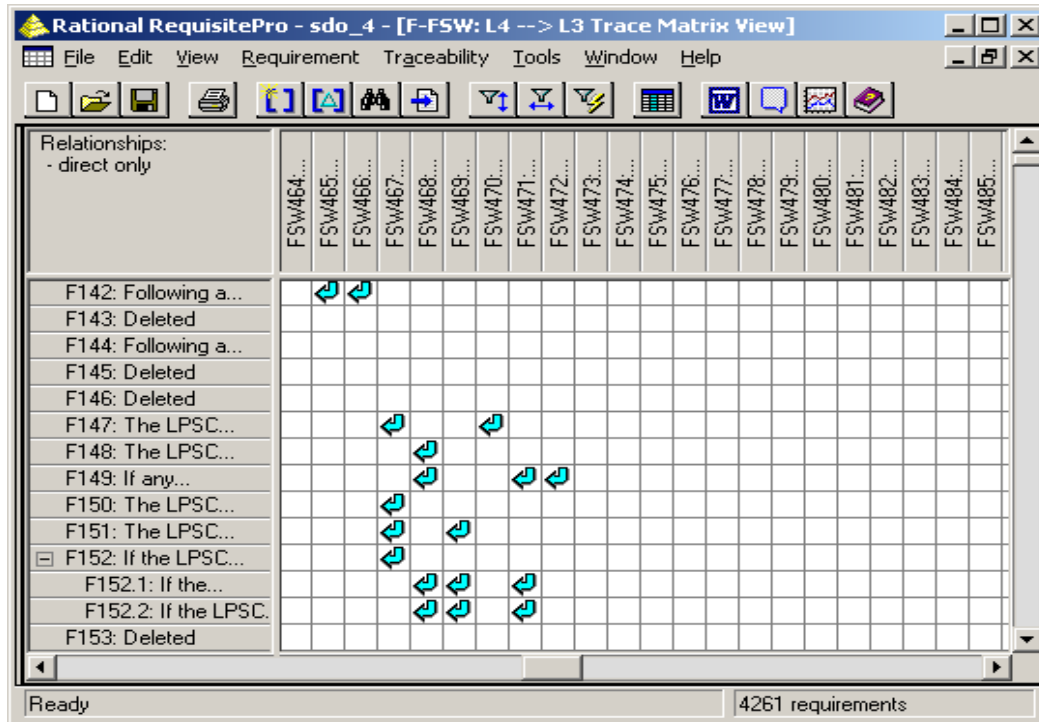 Rational RequisitePro - sdo_4 - [F-FSW: L4 --> L3 Trace Matrix View]
File Edit View Requirement Traceability Tools Window Help
Relationships:
- direct only
FSW464:...
FSW465:...
FSW466:...
FSW467:...
FSW468:...
FSW469:...
FSW470:...
FSW471:...
FSW472:...
FSW473:...
FSW474:...
FSW475:...
FSW476:...
FSW477:...
FSW478:...
FSW479:...
FSW480:...
FSW481:...
FSW482:...
FSW483:...
FSW484:...
FSW485:...
F142: Following a...
F143: Deleted
F144: Following a...
F145: Deleted
F146: Deleted
F147: The LPSC...
F148: The LPSC...
F149: If any...
F150: The LPSC...
F151: The LPSC...
F152: If the LPSC...
F152.1: If the...
F152.2: If the LPSC.
F153: Deleted
Ready 4261 requirements